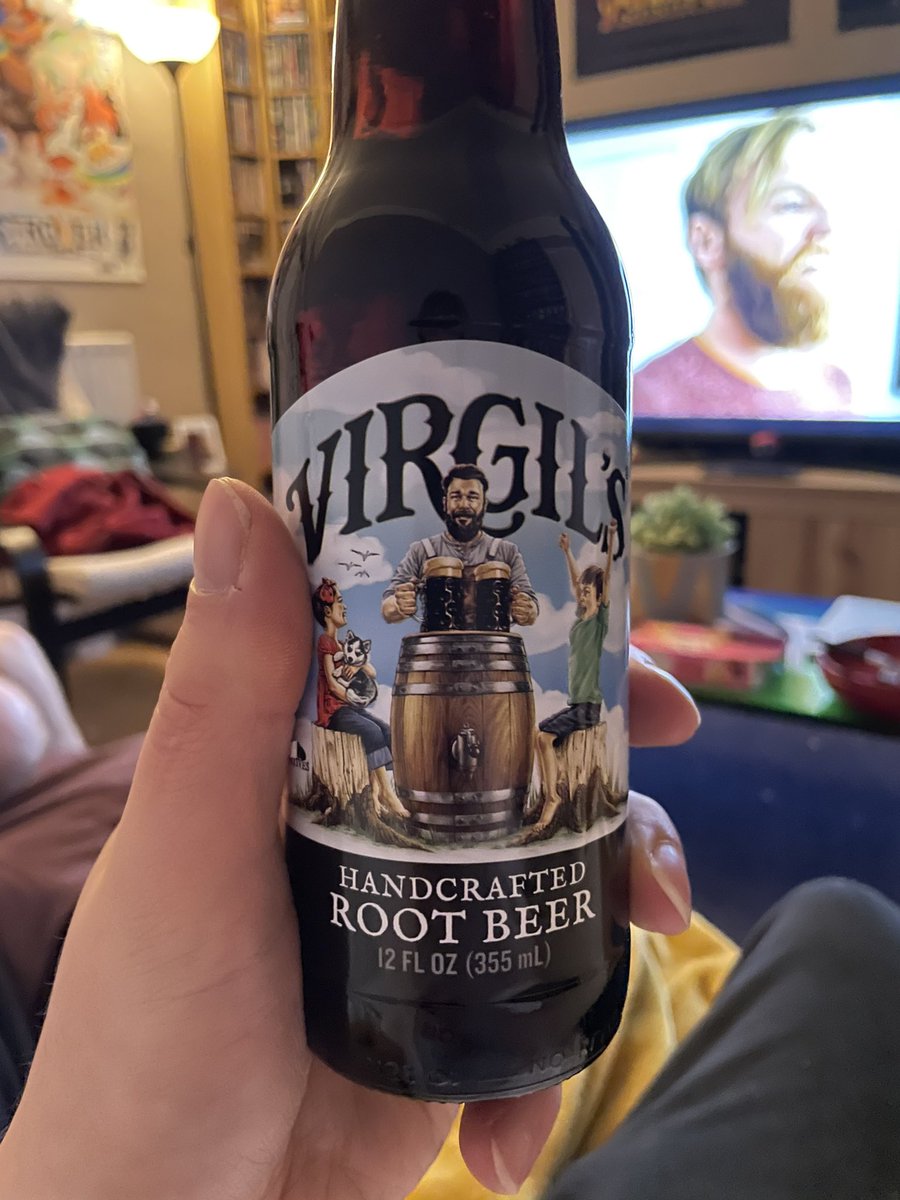 VIRGIL'S
HANDCRAFTED
ROOT BEER
12 FL OZ (355 mL)